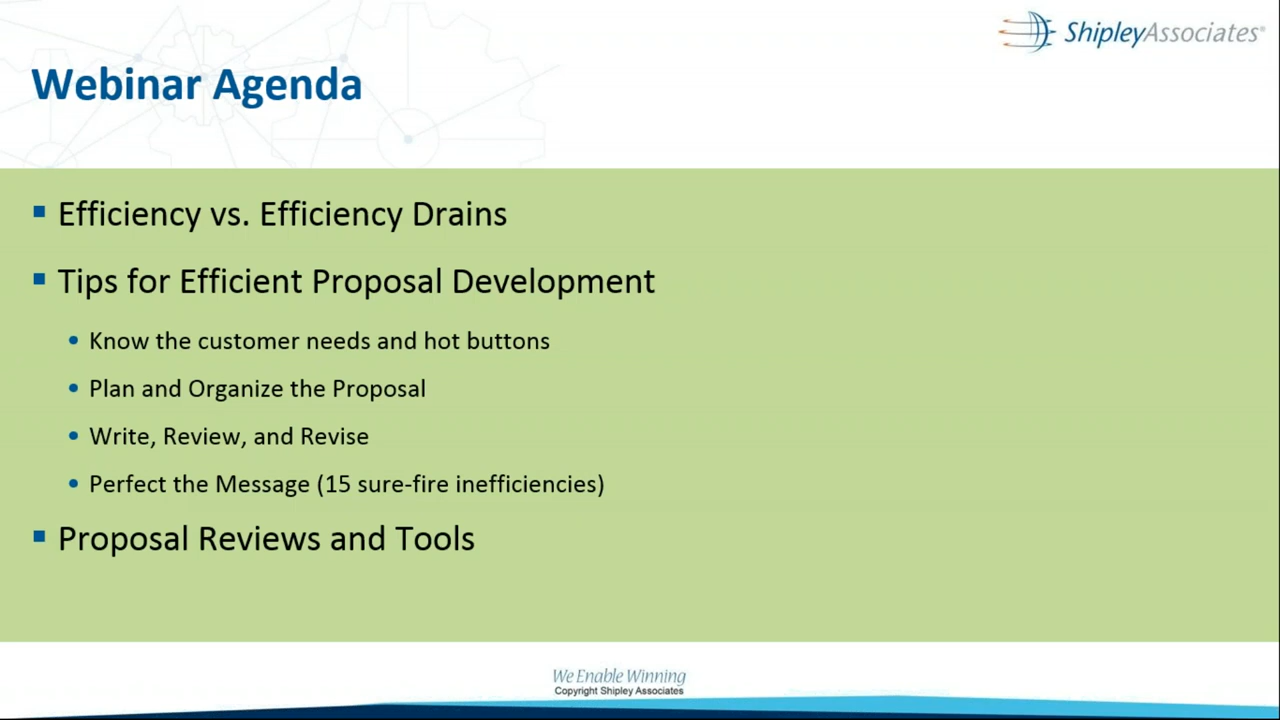 ShipleyAssociates®
Webinar Agenda
▪ Efficiency vs. Efficiency Drains
▪ Tips for Efficient Proposal Development
• Know the customer needs and hot buttons
• Plan and Organize the Proposal
• Write, Review, and Revise
• Perfect the Message (15 sure-fire inefficiencies)
▪ Proposal Reviews and Tools
We Enable Winning
Copyright Shipley Associates